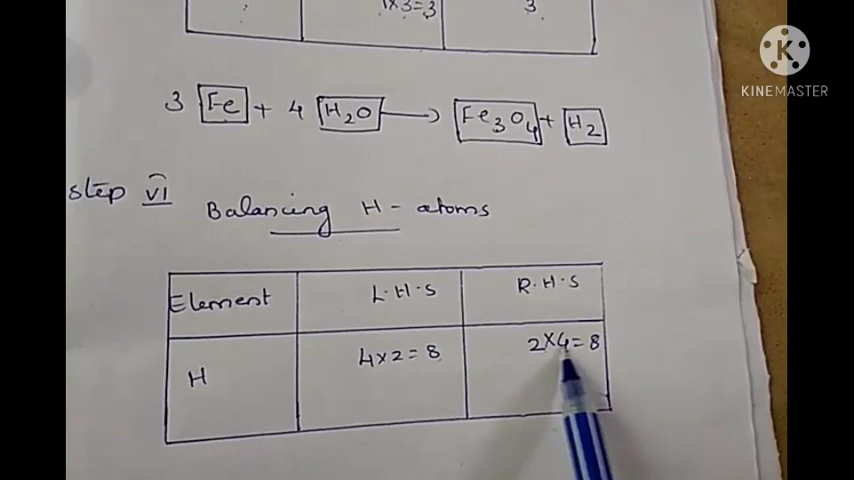 1×3=3 3
3 Fe + 4 H₂O → Fe₃O₄ + H₂
step VI Balancing H - atoms
Element L.H.S R.H.S
H 4×2=8 2×4=8
K
KINEMASTER